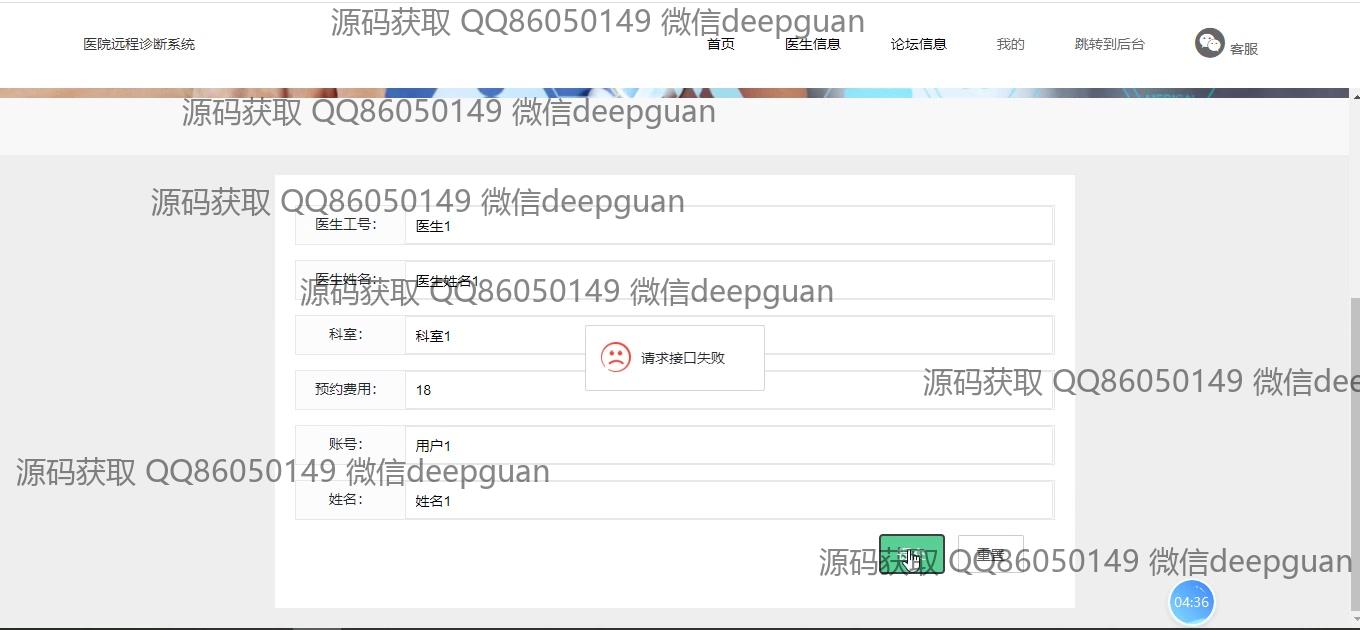 源码获取 QQ86050149 微信deepguan
医院远程诊断系统 首页 医生信息 论坛信息 我的 跳转到后台 客服
源码获取 QQ86050149 微信deepguan
源码获取 QQ86050149 微信deepguan
医生工号： 医生1
医生姓名： 医生姓名1
源码获取 QQ86050149 微信deepguan
科室： 科室1
请求接口失败
源码获取 QQ86050149 微信dee
预约费用： 18
账号： 用户1
源码获取 QQ86050149 微信deepguan
姓名： 姓名1
重置
源码获取 QQ86050149 微信deepguan
04:36